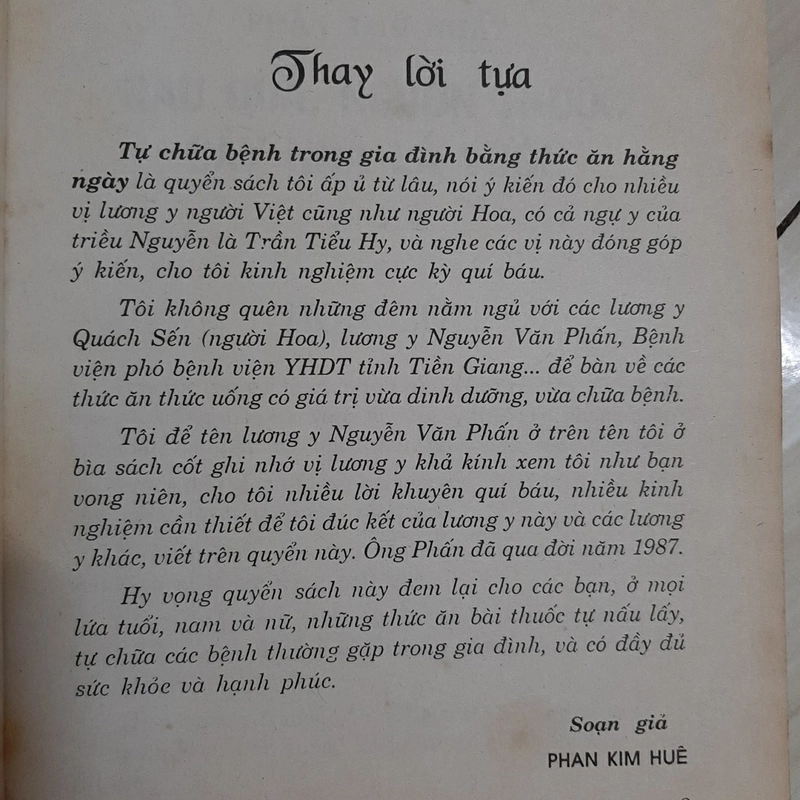 Thay lời tựa
Tự chữa bệnh trong gia đình bằng thức ăn hằng
ngày là quyển sách tôi ấp ủ từ lâu, nói ý kiến đó cho nhiều
vị lương y người Việt cũng như người Hoa, có cả ngự y của
triều Nguyễn là Trần Tiểu Hy, và nghe các vị này đóng góp
ý kiến, cho tôi kinh nghiệm cực kỳ quí báu.
Tôi không quên những đêm nằm ngủ với các lương y
Quách Sến (người Hoa), lương y Nguyễn Văn Phấn, Bệnh
viện phó bệnh viện YHDT tỉnh Tiền Giang... để bàn về các
thức ăn thức uống có giá trị vừa dinh dưỡng, vừa chữa bệnh.
Tôi để tên lương y Nguyễn Văn Phấn ở trên tên tôi ở
bìa sách cốt ghi nhớ vị lương y khả kính xem tôi như bạn
vong niên, cho tôi nhiều lời khuyên quí báu, nhiều kinh
nghiệm cần thiết để tôi đúc kết của lương y này và các lương
y khác, viết trên quyển này. Ông Phấn đã qua đời năm 1987.
Hy vọng quyển sách này đem lại cho các bạn, ở mọi
lứa tuổi, nam và nữ, những thức ăn bài thuốc tự nấu lấy,
tự chữa các bệnh thường gặp trong gia đình, và có đầy đủ
sức khỏe và hạnh phúc.
Soạn giả
PHAN KIM HUÊ